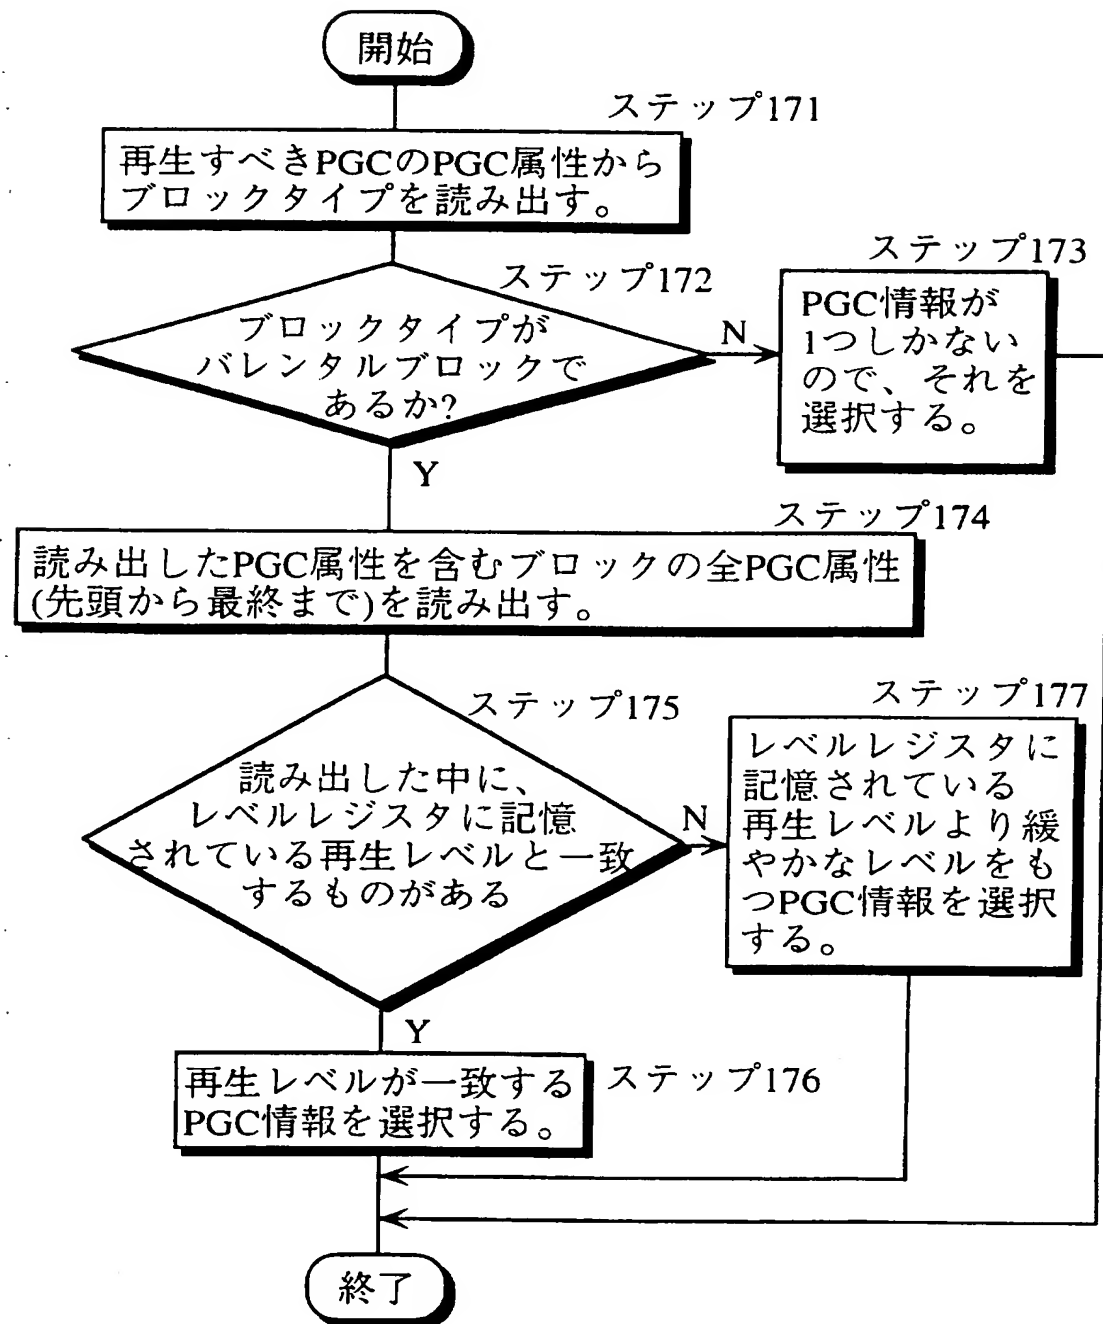 開始
ステップ171
再生すべきPGCのPGC属性から
ブロックタイプを読み出す。
ステップ172
ブロックタイプが
バレンタルブロックで
あるか?
N
Y
ステップ173
PGC情報が
1つしかない
ので、それを
選択する。
ステップ174
読み出したPGC属性を含むブロックの全PGC属性
(先頭から最終まで)を読み出す。
ステップ175
読み出した中に、
レベルレジスタに記憶
されている再生レベルと一致
するものがある
N
Y
ステップ177
レベルレジスタに
記憶されている
再生レベルより緩
やかなレベルをも
つPGC情報を選択
する。
再生レベルが一致する
PGC情報を選択する。
ステップ176
終了